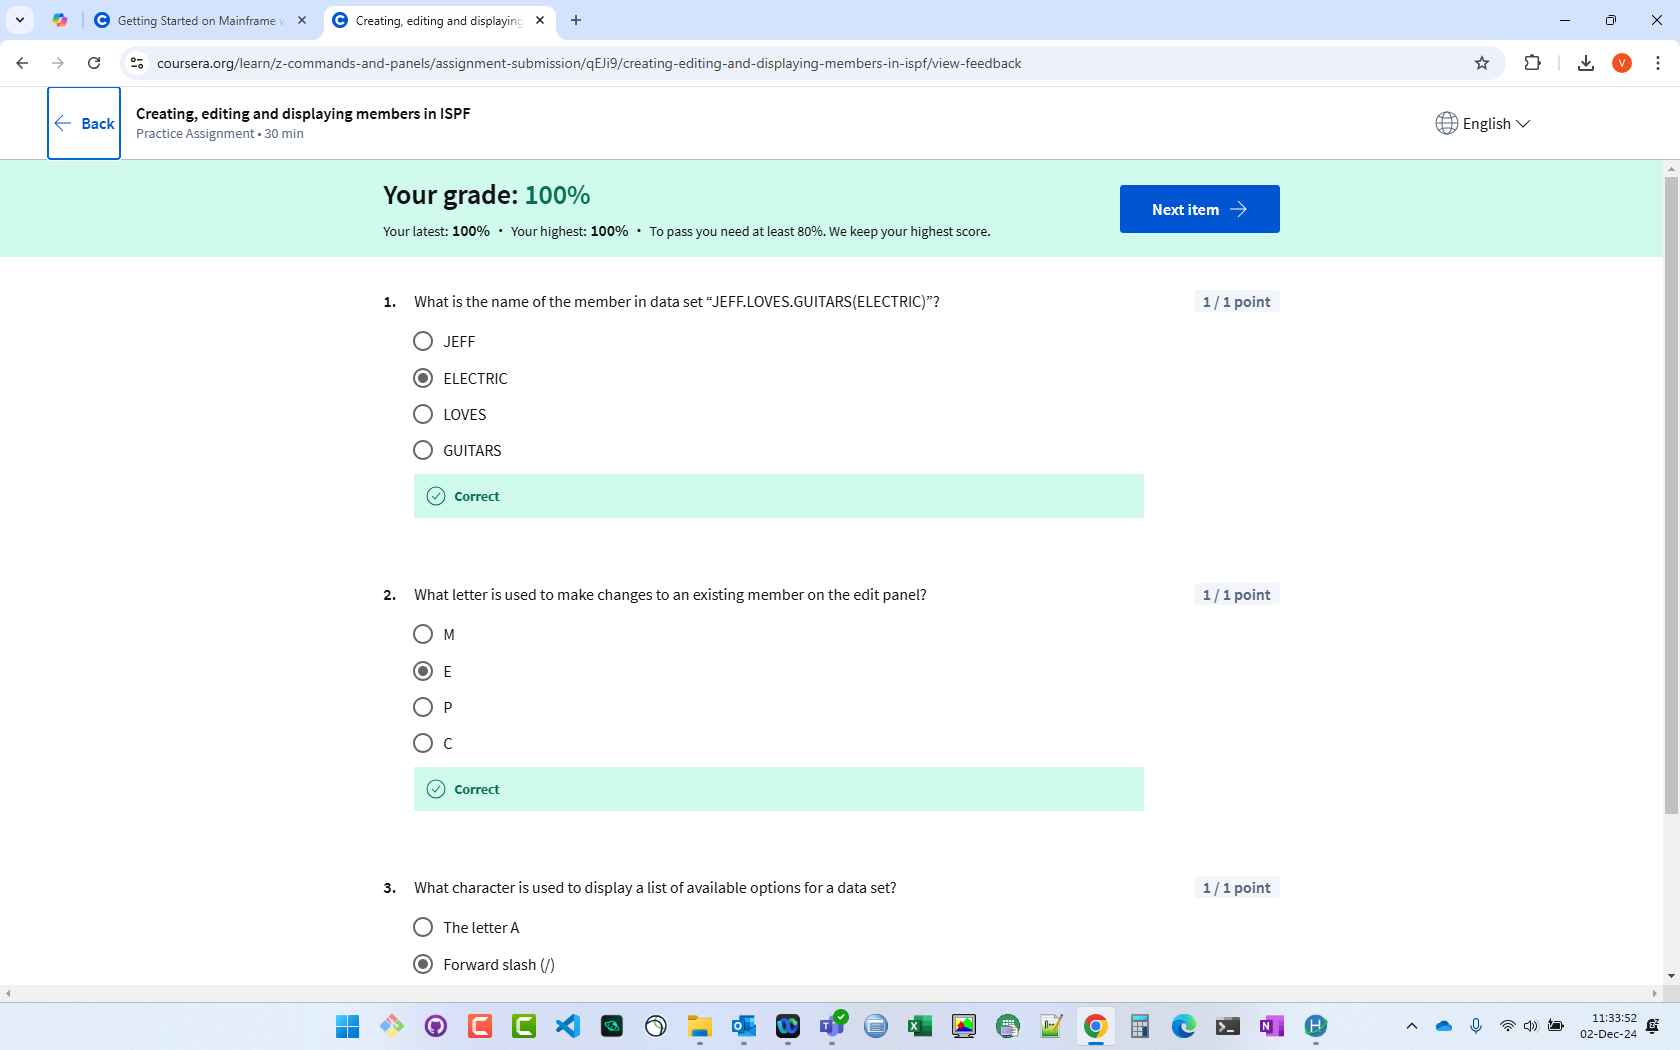 Getting Started on Mainframe w
Creating, editing and displaying
coursera.org/learn/z-commands-and-panels/assignment-submission/qEJi9/creating-editing-and-displaying-members-in-ispf/view-feedback
V
Back
Creating, editing and displaying members in ISPF
Practice Assignment • 30 min
English
Your grade: 100%
Your latest: 100% • Your highest: 100% • To pass you need at least 80%. We keep your highest score.
Next item
1. What is the name of the member in data set “JEFF.LOVES.GUITARS(ELECTRIC)”?
1 / 1 point
JEFF
ELECTRIC
LOVES
GUITARS
Correct
2. What letter is used to make changes to an existing member on the edit panel?
1 / 1 point
M
E
P
C
Correct
3. What character is used to display a list of available options for a data set?
1 / 1 point
The letter A
Forward slash (/)
11:33:52
02-Dec-24